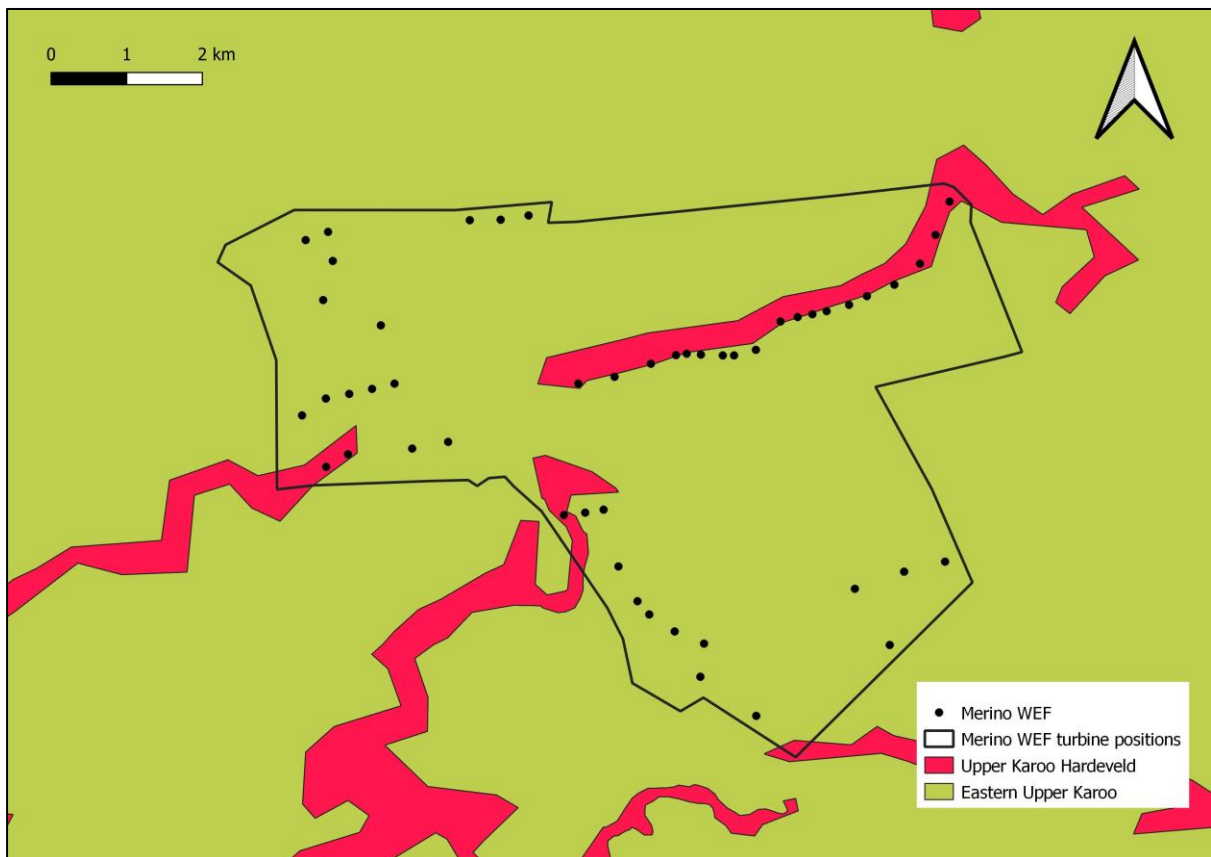 0 1 2 km
Merino WEF
Merino WEF turbine positions
Upper Karoo Hardeveld
Eastern Upper Karoo